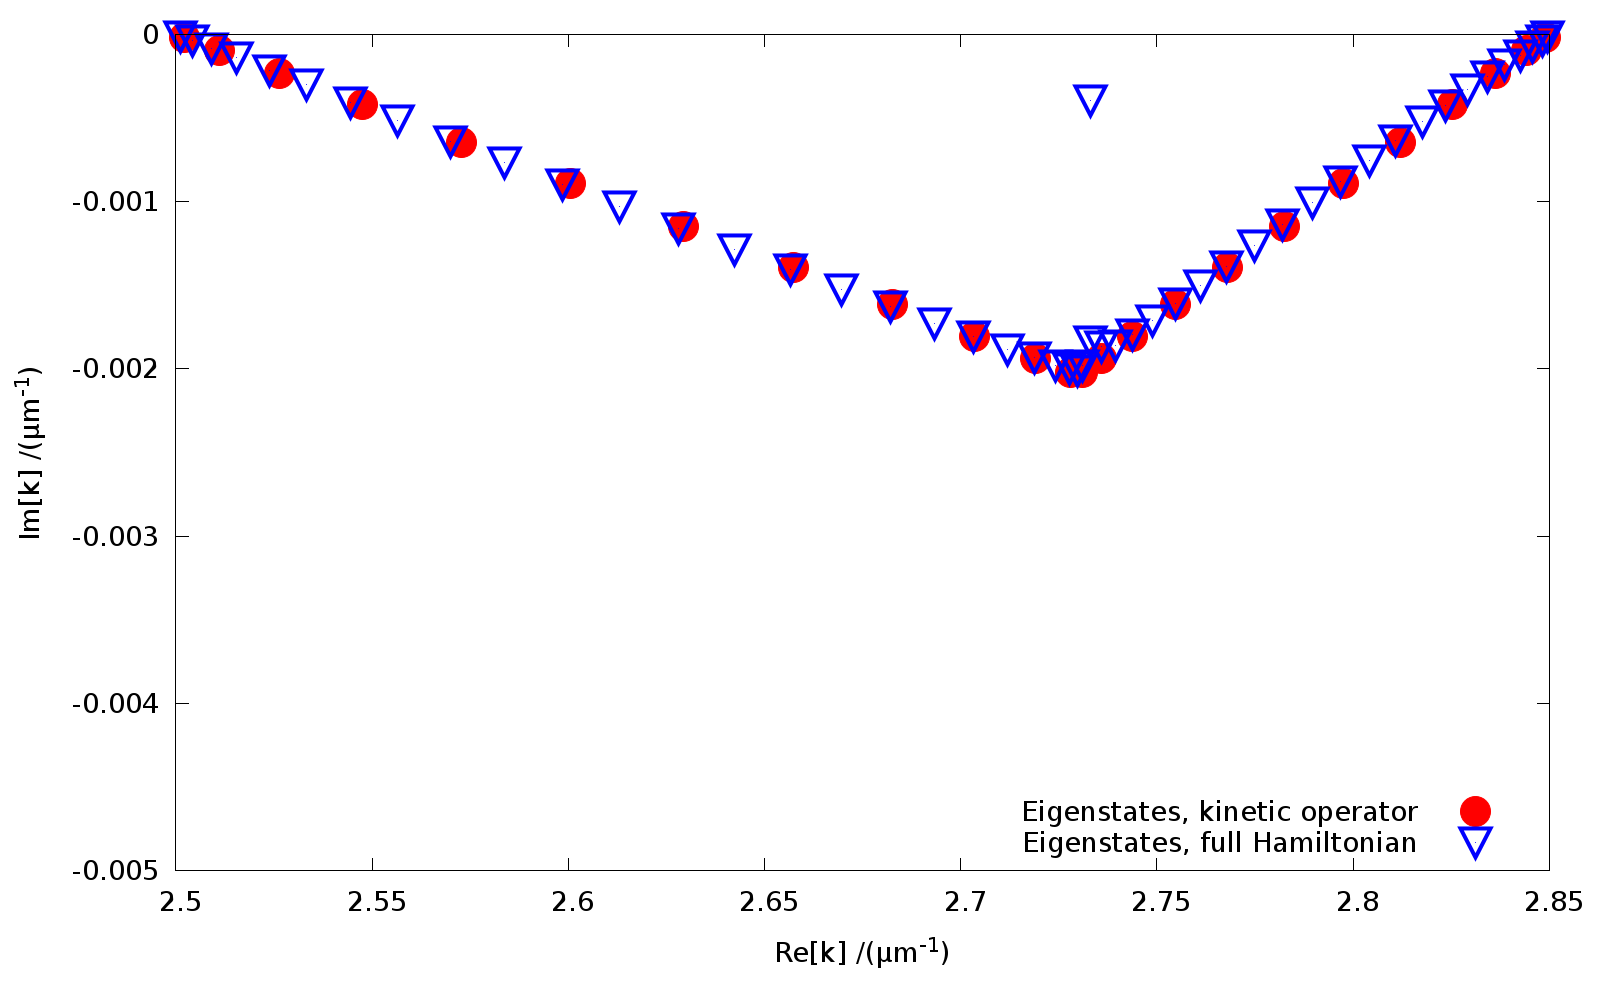 0
-0.001
-0.002
-0.003
-0.004
-0.005
2.5 2.55 2.6 2.65 2.7 2.75 2.8 2.85
Im[k] /(µm⁻¹)
Re[k] /(µm⁻¹)
Eigenstates, kinetic operator
Eigenstates, full Hamiltonian